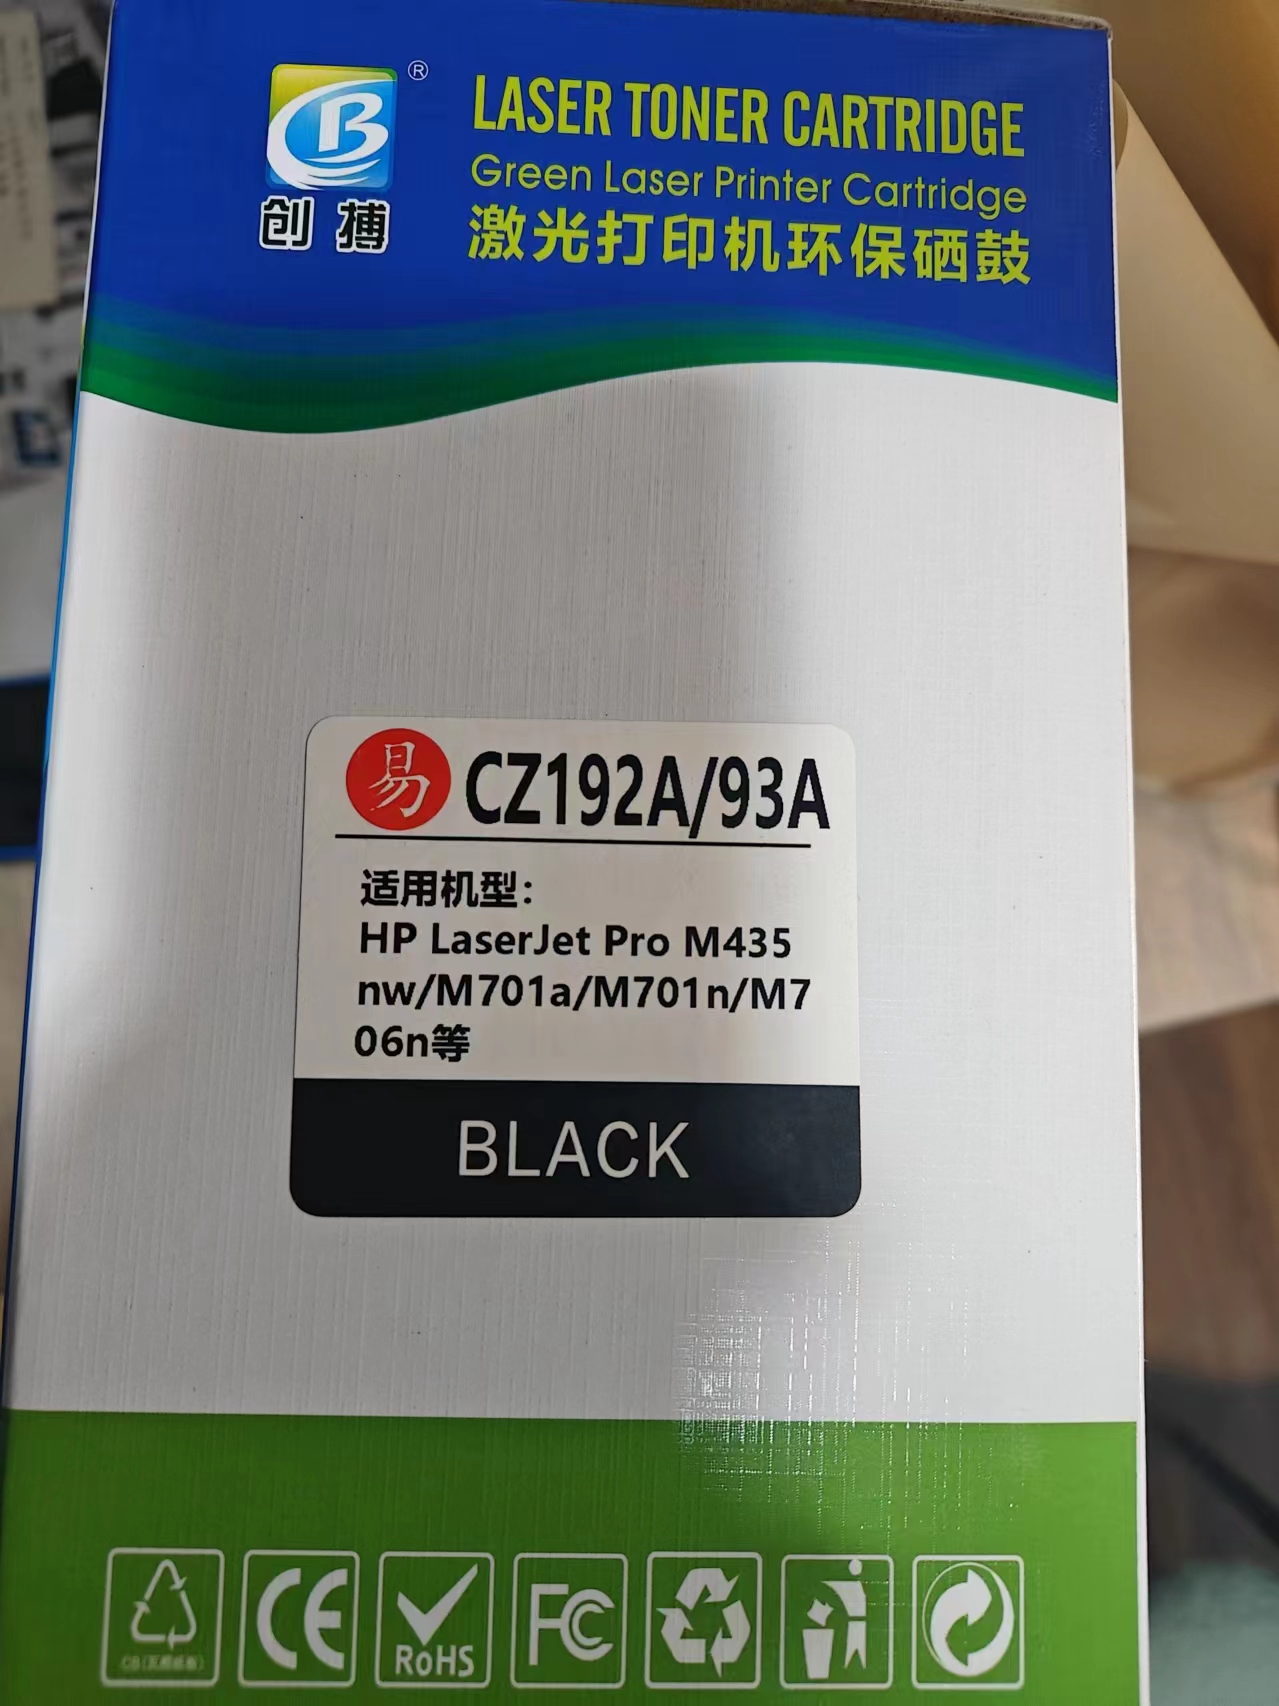 ®
LASER TONER CARTRIDGE
Green Laser Printer Cartridge
激光打印机环保硒鼓
B
创搏
易 CZ192A/93A
适用机型：
HP LaserJet Pro M435
nw/M701a/M701n/M7
06n等
BLACK
CE
RoHS
FC